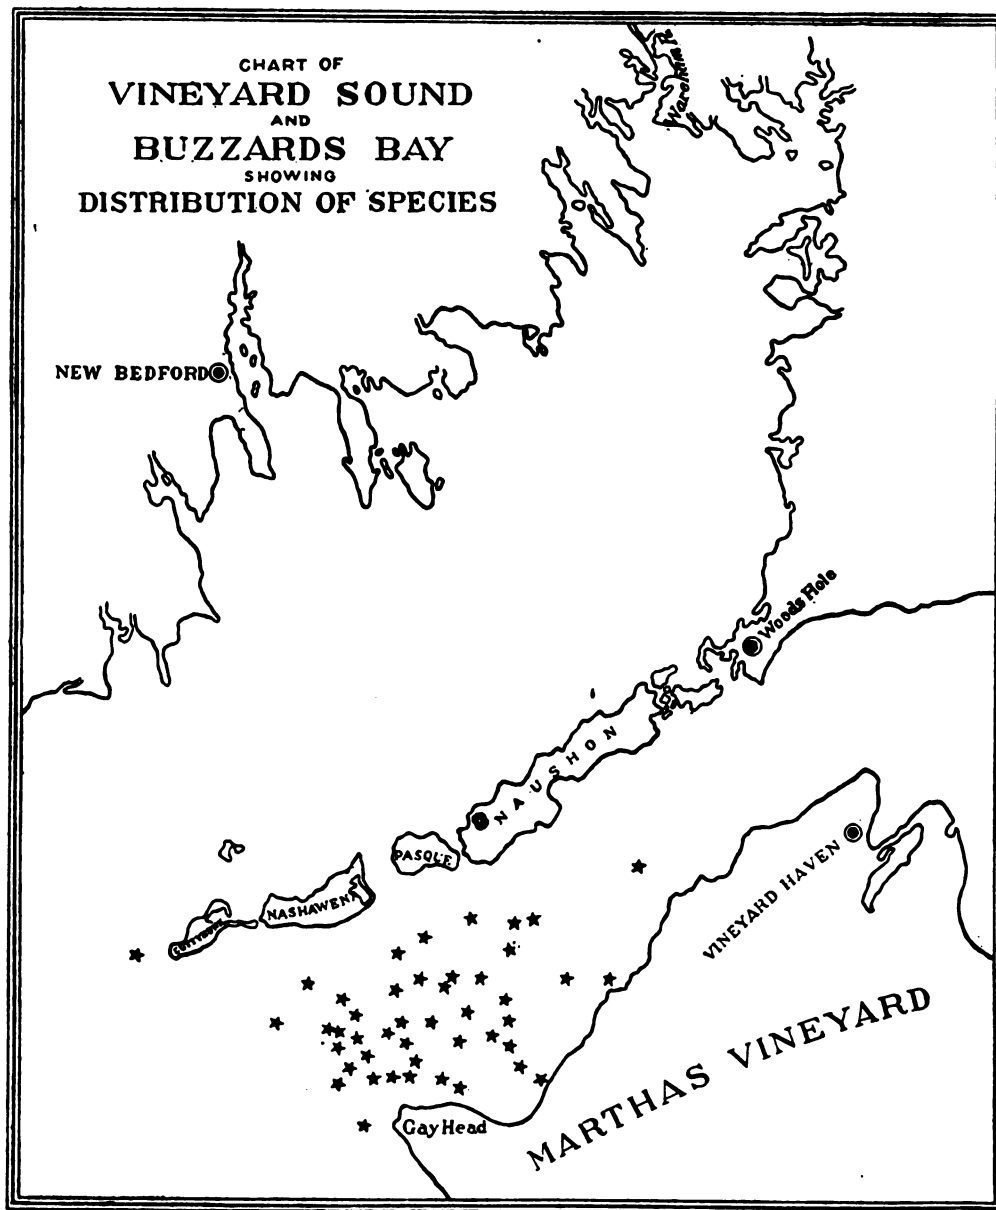 CHART OF
VINEYARD SOUND
AND
BUZZARDS BAY
SHOWING
DISTRIBUTION OF SPECIES
Wareham R.
NEW BEDFORD
Woods Hole
NAUSHON
PASQUE
NASHAWENA
VINEYARD HAVEN
MARTHAS VINEYARD
Gay Head